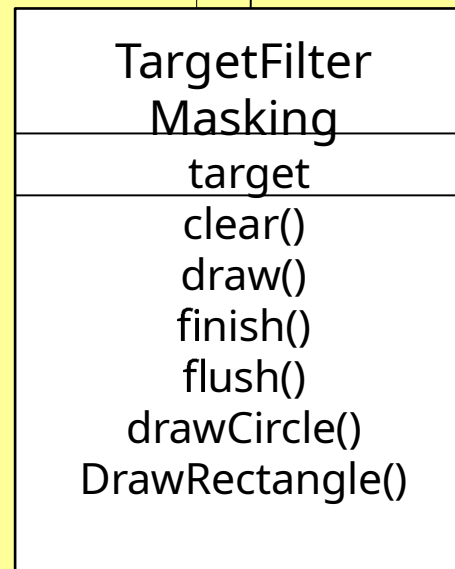 TargetFilter
Masking
target
clear()
draw()
finish()
flush()
drawCircle()
DrawRectangle()